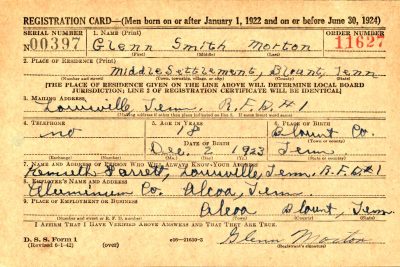 REGISTRATION CARD—(Men born on or after January 1, 1922 and on or before June 30, 1924)
SERIAL NUMBER 1. NAME (Print) ORDER NUMBER
N 00397 Glenn Smith Morton 11627
(First) (Middle) (Last)
2. PLACE OF RESIDENCE (Print)
Middle Settlement, Blount, Tenn
(Number and street) (Town, township, village, or city) (County) (State)
[THE PLACE OF RESIDENCE GIVEN ON THE LINE ABOVE WILL DETERMINE LOCAL BOARD
JURISDICTION; LINE 2 OF REGISTRATION CERTIFICATE WILL BE IDENTICAL]
3. MAILING ADDRESS
Louisville, Tenn. R.F.D.#1
[Mailing address if other than place indicated on line 2. If same, insert word same]
4. TELEPHONE 5. AGE IN YEARS 6. PLACE OF BIRTH
no 18 Blount Co.
DATE OF BIRTH
Dec. 2 1923 Tenn
(Exchange) (Number) (Mo.) (Day) (Yr.) (State or country)
7. NAME AND ADDRESS OF PERSON WHO WILL ALWAYS KNOW YOUR ADDRESS
Kenneth Garrett, Louisville, Tenn. R.F.D.#1
8. EMPLOYER'S NAME AND ADDRESS
Co. Alcoa, Tenn.
9. PLACE OF EMPLOYMENT OR BUSINESS
Alcoa Blount, Tenn.
(Number and street or R. F. D. number) (Town) (County) (State)
I AFFIRM THAT I HAVE VERIFIED ABOVE ANSWERS AND THAT THEY ARE TRUE.
D. S. S. Form 1
(Revised 6-1-42) (over) 16—21630-3 Glenn Morton
(Registrant's signature)